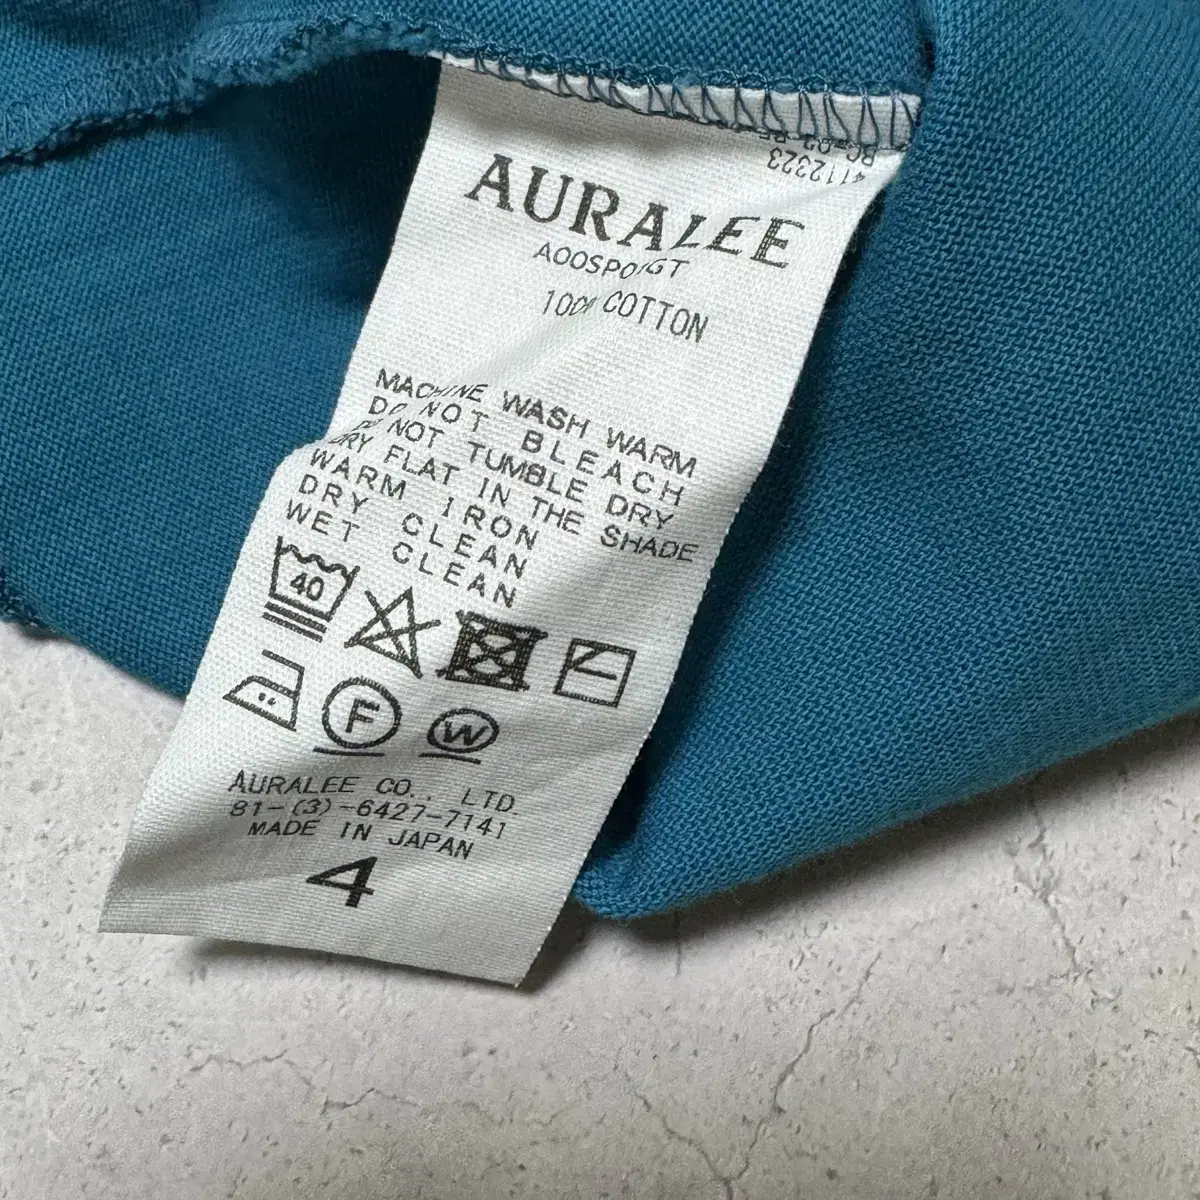 4112323
AURALEE
A00SP01GT
100% COTTON
MACHINE WASH WARM
DO NOT BLEACH
DO NOT TUMBLE DRY
DRY FLAT IN THE SHADE
WARM IRON
DRY CLEAN
WET CLEAN
40
F
W
AURALEE CO., LTD.
81-(3)-6427-7141
MADE IN JAPAN
4